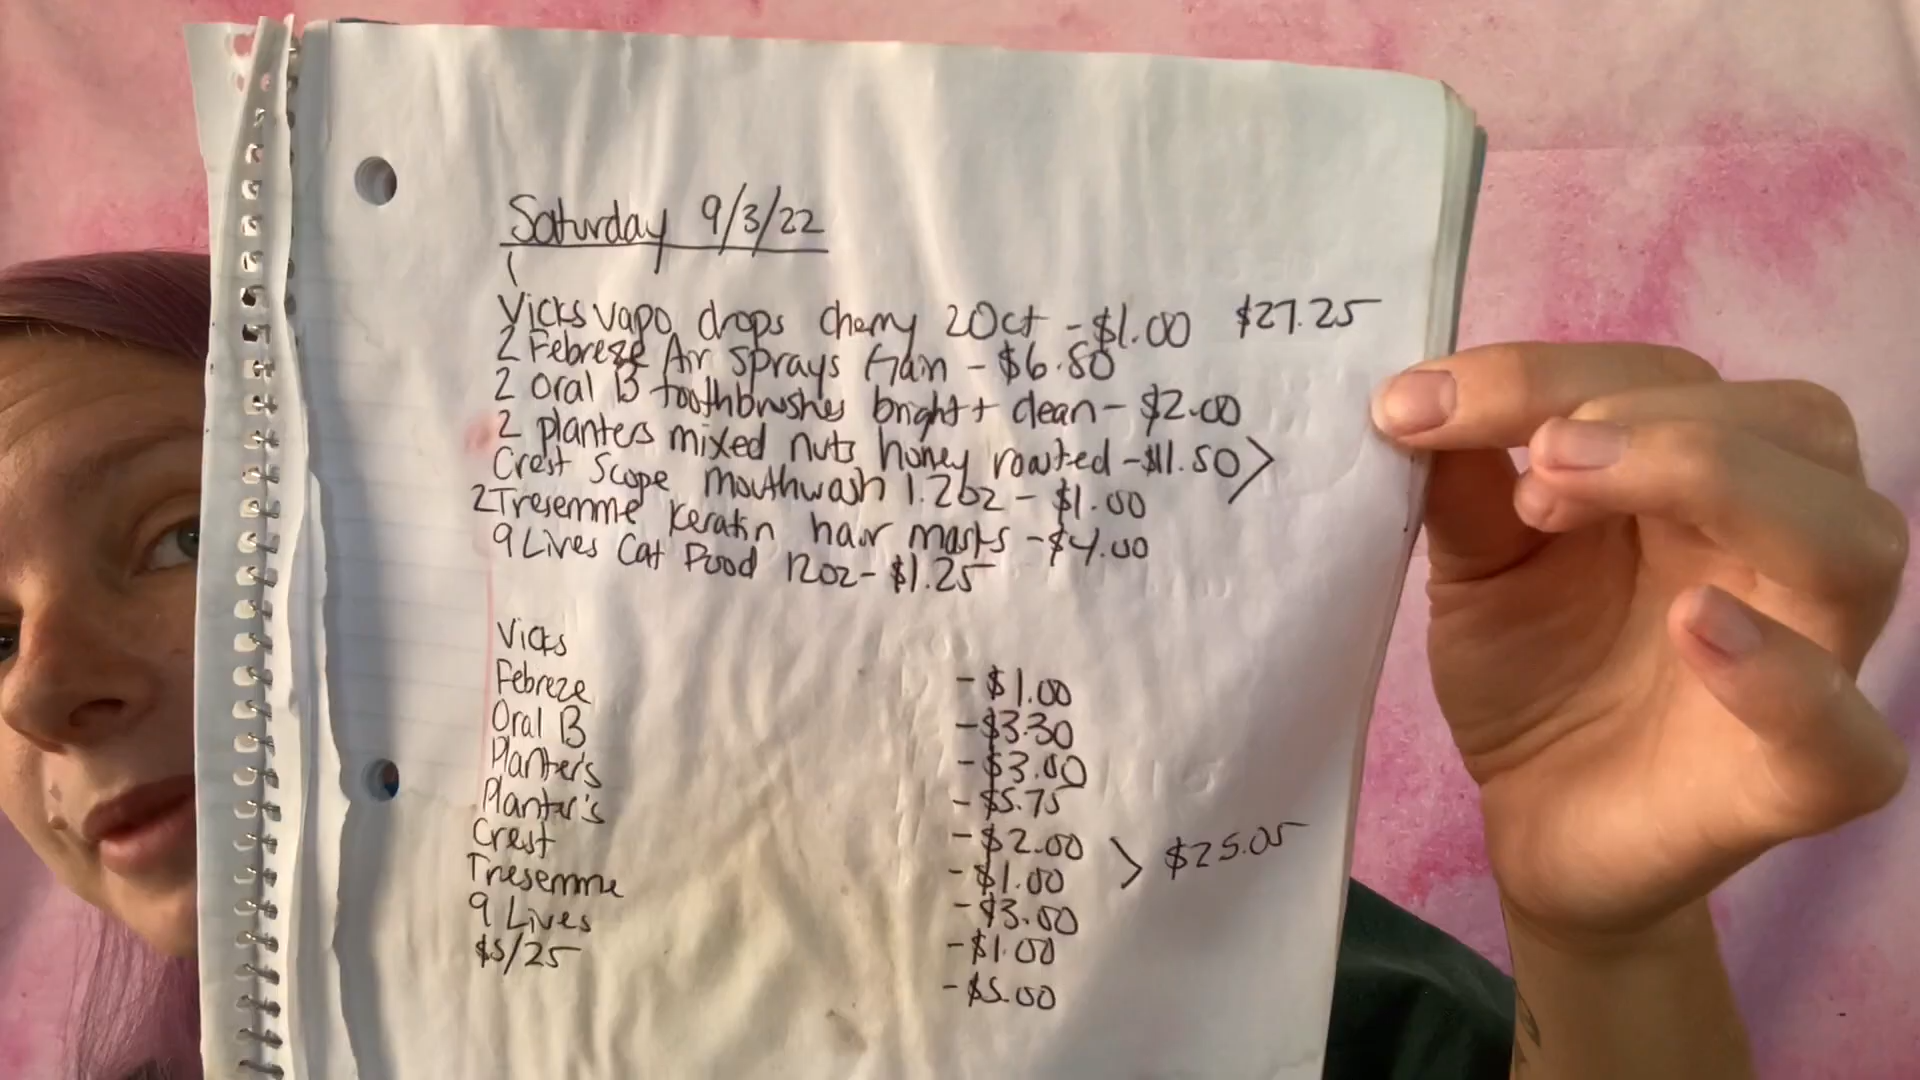 Saturday 9/3/22
Vicks vapo drops cherry 20ct - $1.00 $27.25
2 Febreze Air sprays Gain - $6.50
2 Oral B toothbrushes bright + clean - $2.00
2 planters mixed nuts honey roasted - $11.50 >
Crest Scope mouthwash 1.2oz - $1.00
2 Tresemme Keratin hair masks - $4.00
9 Lives Cat Food 12oz - $1.25
Vicks - $1.00
Febreze - $3.30
Oral B - $3.00
Planter's - $5.75
Planter's - $2.00 > $25.05
Crest - $1.00
Tresemme - $3.00
9 Lives - $1.00
$5/25 - $5.00